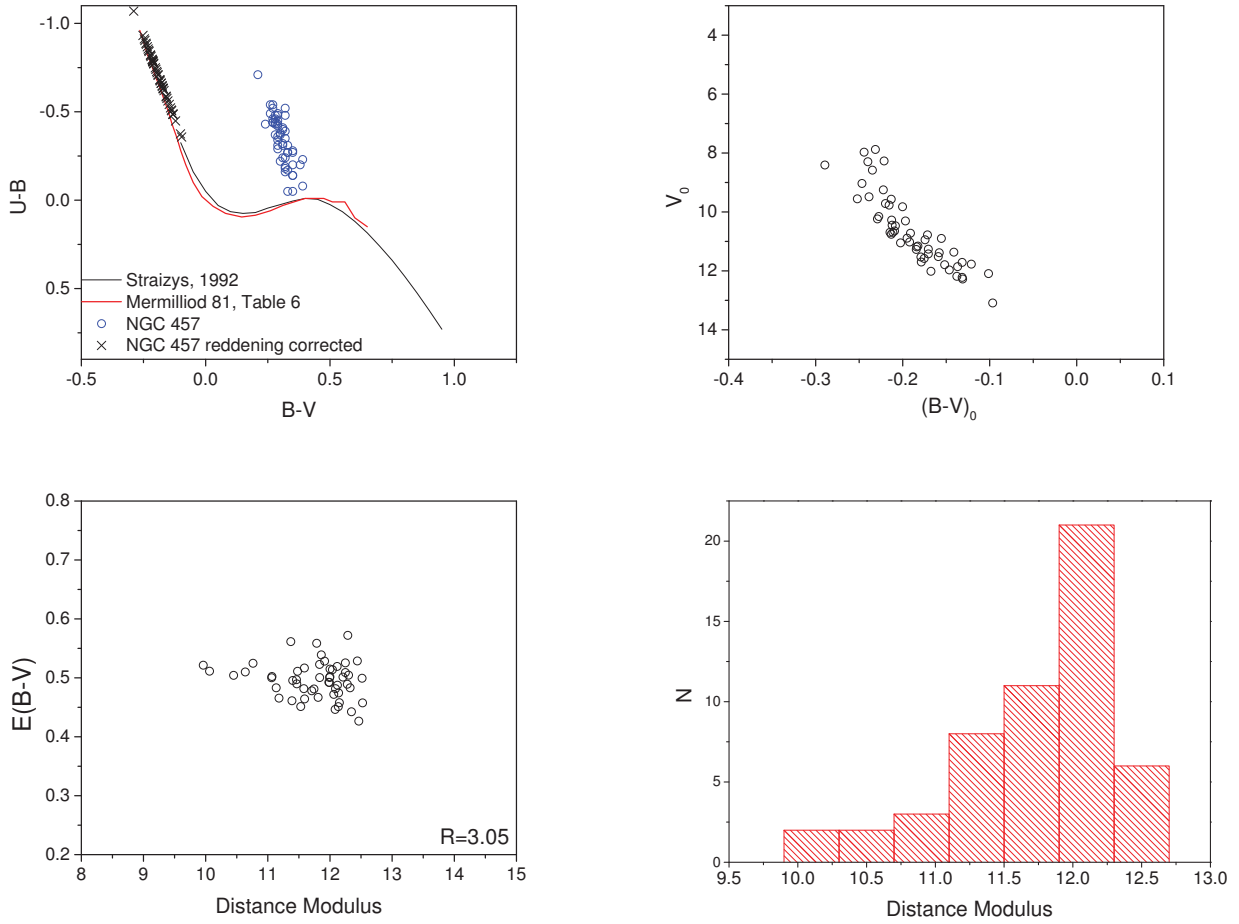 -1.0
-0.5
0.0
0.5
U-B
Straizys, 1992
Mermilliod 81, Table 6
NGC 457
NGC 457 reddening corrected
-0.5 0.0 0.5 1.0
B-V
4
6
8
10
12
14
V0
-0.4 -0.3 -0.2 -0.1 0.0 0.1
(B-V)0
0.8
0.7
0.6
0.5
0.4
0.3
0.2
E(B-V)
R=3.05
8 9 10 11 12 13 14 15
Distance Modulus
20
15
10
5
0
N
9.5 10.0 10.5 11.0 11.5 12.0 12.5 13.0
Distance Modulus